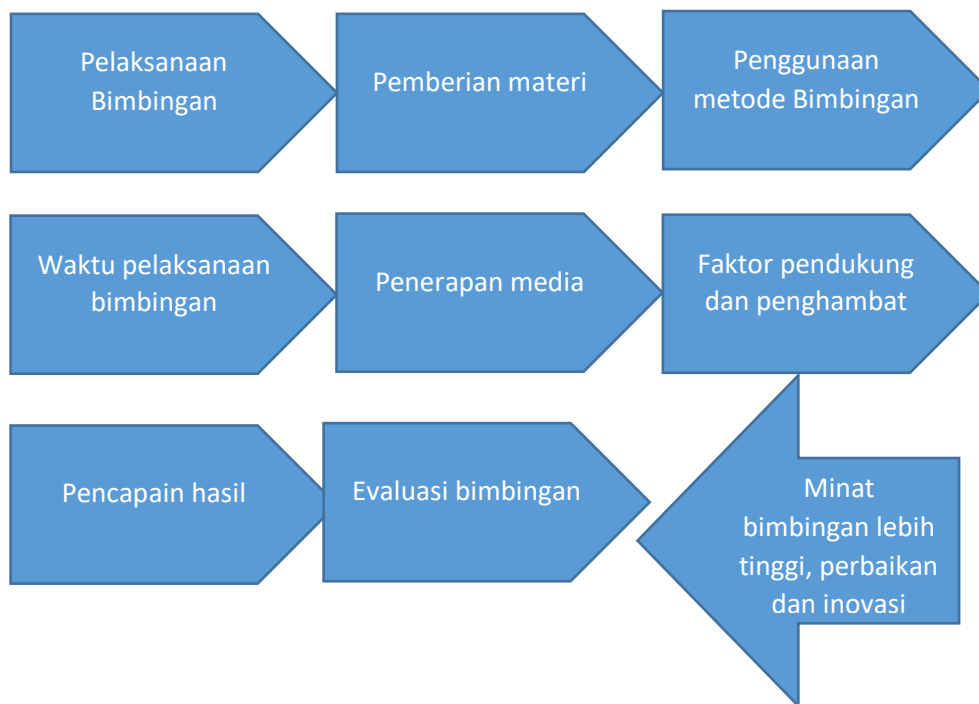 Pelaksanaan
Bimbingan
Pemberian materi
Penggunaan
metode Bimbingan
Waktu pelaksanaan
bimbingan
Penerapan media
Faktor pendukung
dan penghambat
Pencapain hasil
Evaluasi bimbingan
Minat
bimbingan lebih
tinggi, perbaikan
dan inovasi